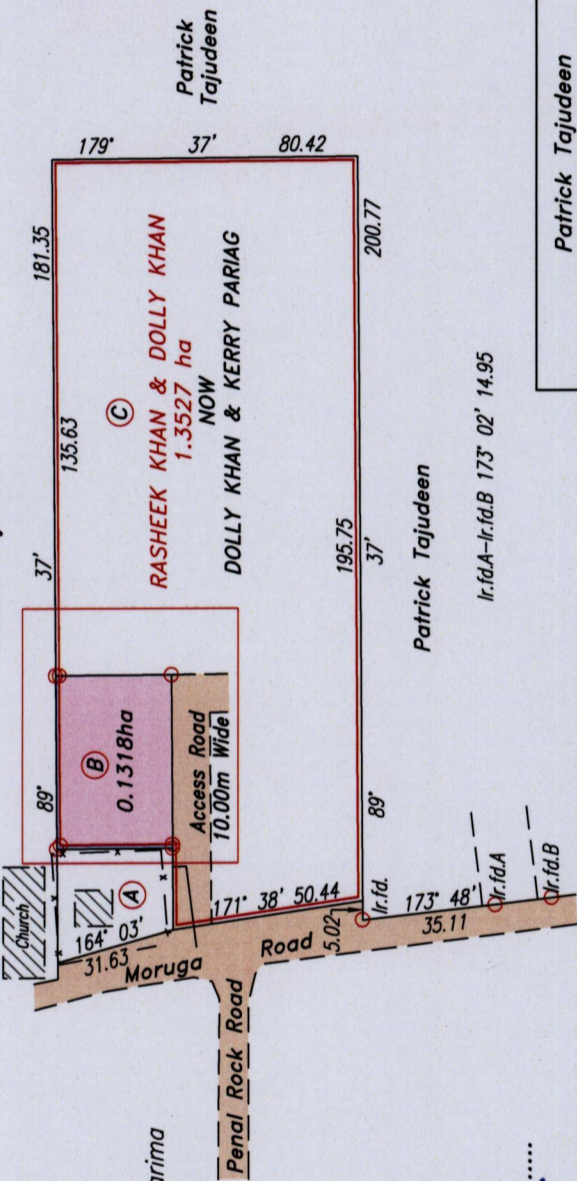 Patrick
Tajudeen
179° 37' 80.42
181.35
135.63
37'
89°
Ⓒ
RASHEEK KHAN & DOLLY KHAN
1.3527 ha
NOW
DOLLY KHAN & KERRY PARIAG
200.77
195.75
37'
89°
Ⓑ
0.1318ha
Access Road
10.00m Wide
Church
Ⓐ
164° 03'
31.63
Moruga Road
171° 38' 50.44
5.02
Ir.fd.
173° 48'
35.11
Ir.fd.A
Ir.fd.B
Penal Rock Road
Patrick Tajudeen
Ir.fd.A-Ir.fd.B 173° 02' 14.95
Patrick Tajudeen